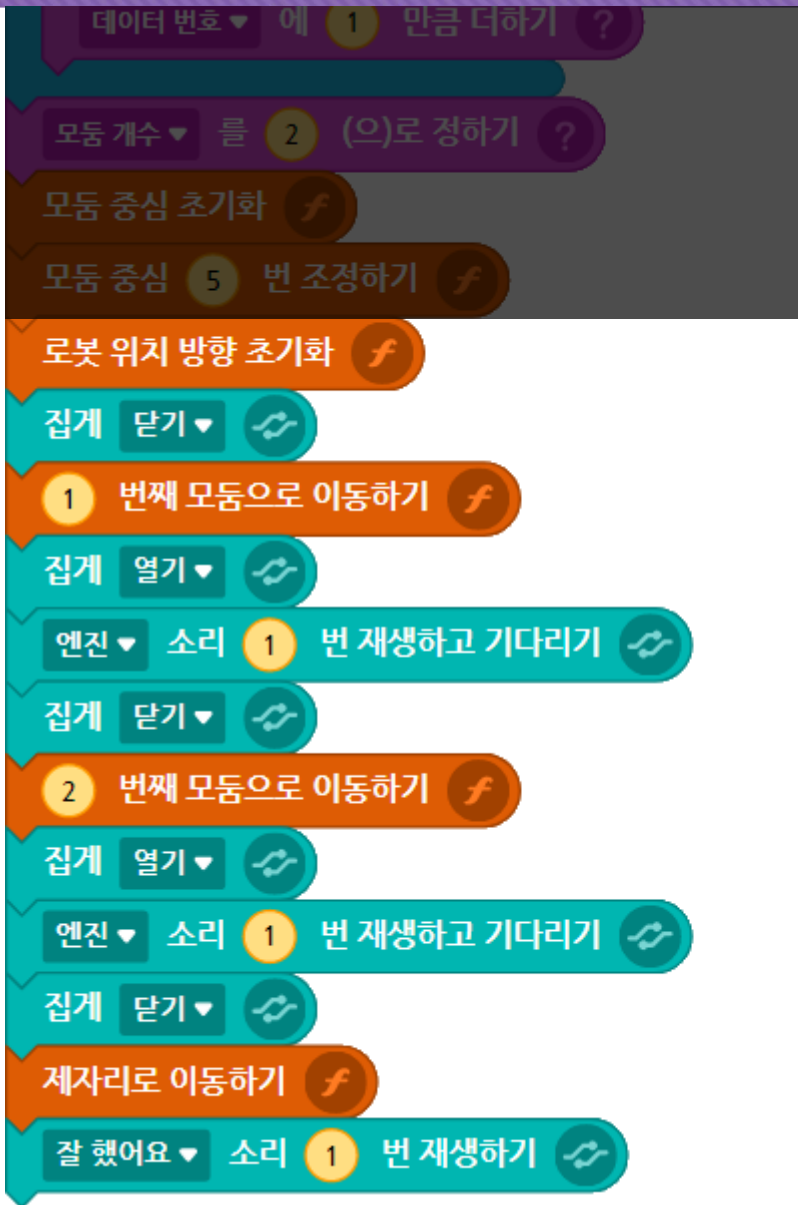 데이터 번호 에 1 만큼 더하기 ?
모둠 개수 를 2 (으)로 정하기 ?
모둠 중심 초기화 f
모둠 중심 5 번 조정하기 f
로봇 위치 방향 초기화 f
집게 닫기
1 번째 모둠으로 이동하기 f
집게 열기
엔진 소리 1 번 재생하고 기다리기
집게 닫기
2 번째 모둠으로 이동하기 f
집게 열기
엔진 소리 1 번 재생하고 기다리기
집게 닫기
제자리로 이동하기 f
잘 했어요 소리 1 번 재생하기